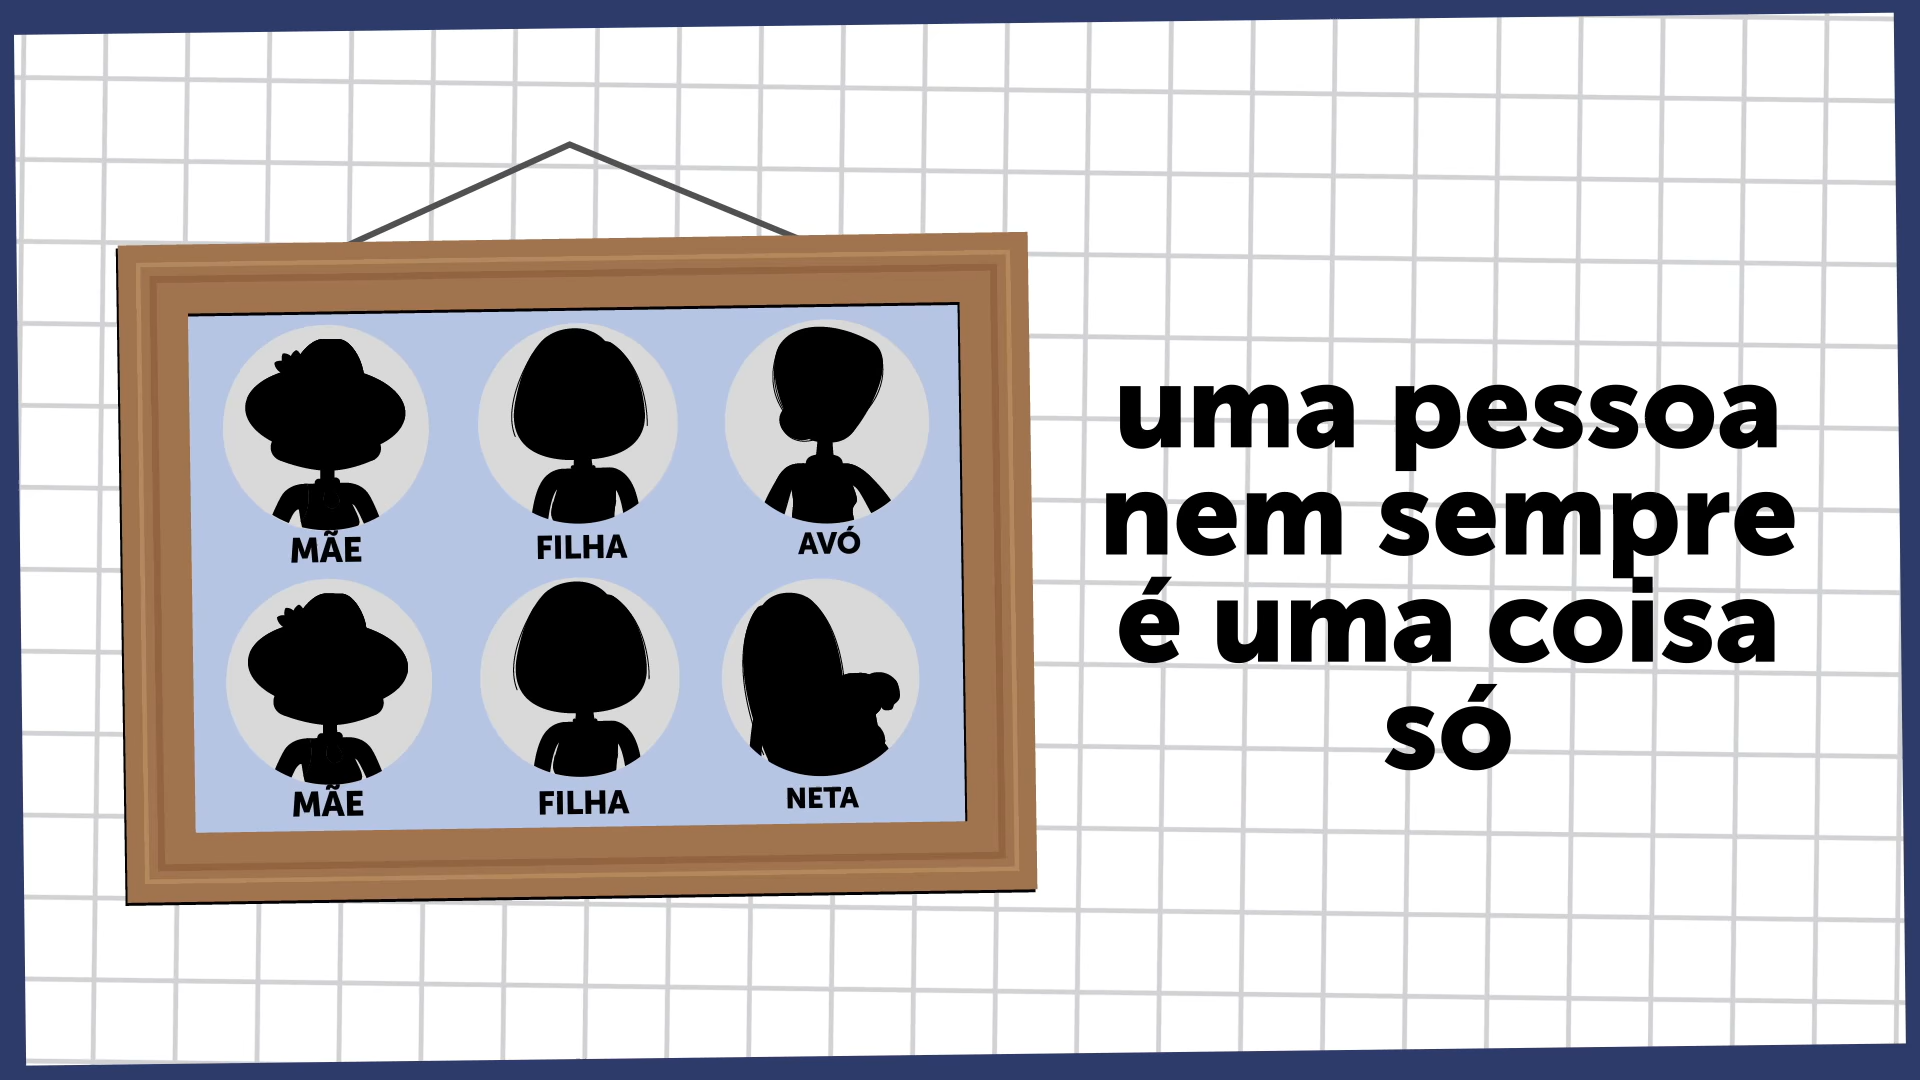 MÃE FILHA AVÓ
MÃE FILHA NETA
uma pessoa
nem sempre
é uma coisa
só